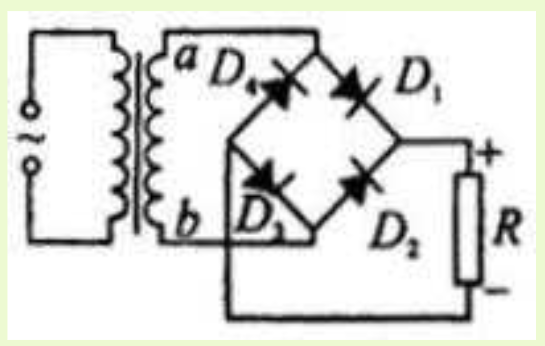 a D₄ D₁
~ +
b D₃ D₂ R
−